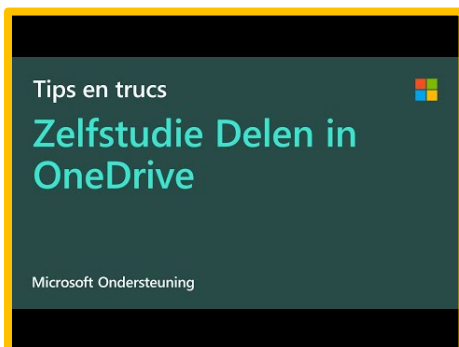 Tips en trucs
Zelfstudie Delen in
OneDrive
Microsoft Ondersteuning